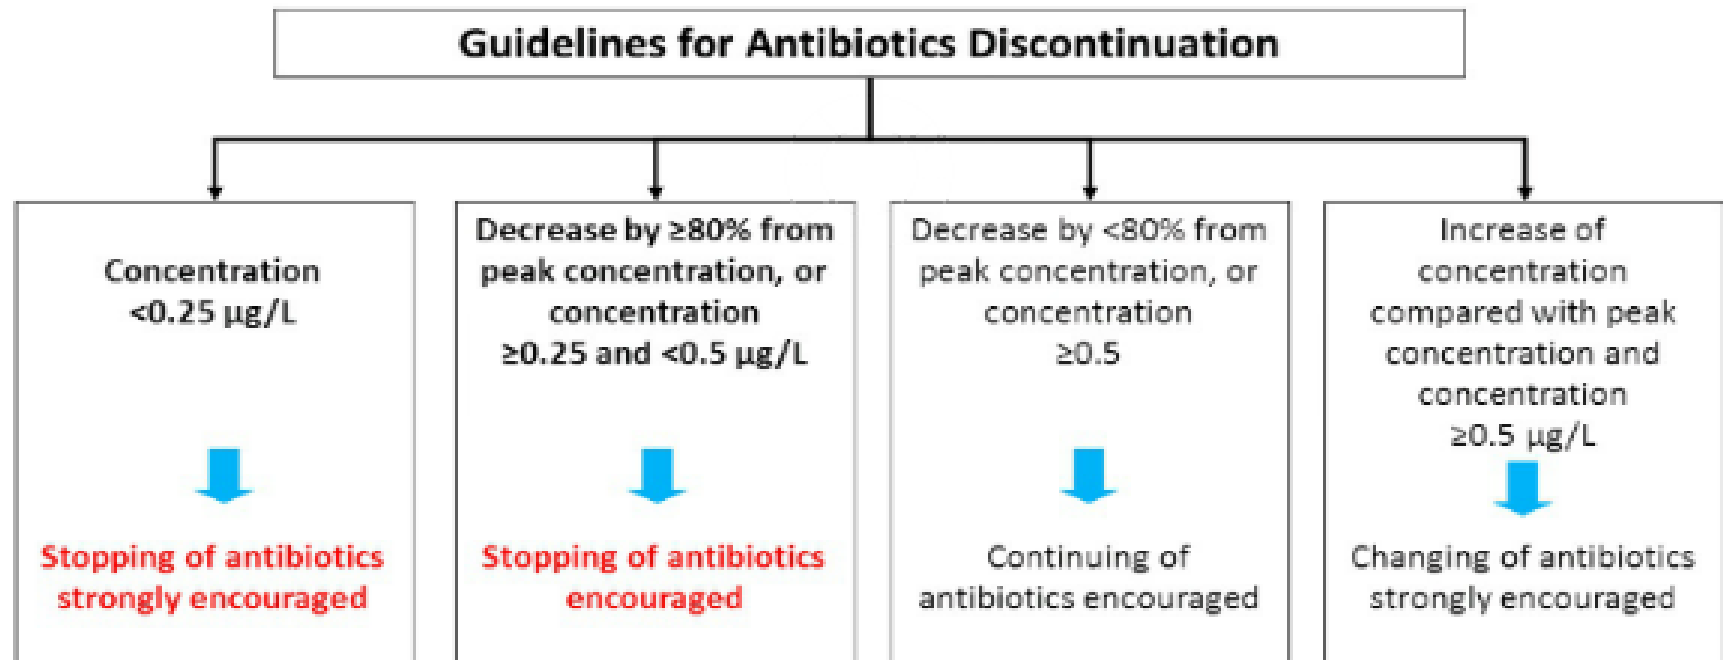 Guidelines for Antibiotics Discontinuation
Concentration
<0.25 µg/L
Stopping of antibiotics
strongly encouraged
Decrease by ≥80% from
peak concentration, or
concentration
≥0.25 and <0.5 µg/L
Stopping of antibiotics
encouraged
Decrease by <80% from
peak concentration, or
concentration
≥0.5
Continuing of
antibiotics encouraged
Increase of
concentration
compared with peak
concentration and
concentration
≥0.5 µg/L
Changing of antibiotics
strongly encouraged